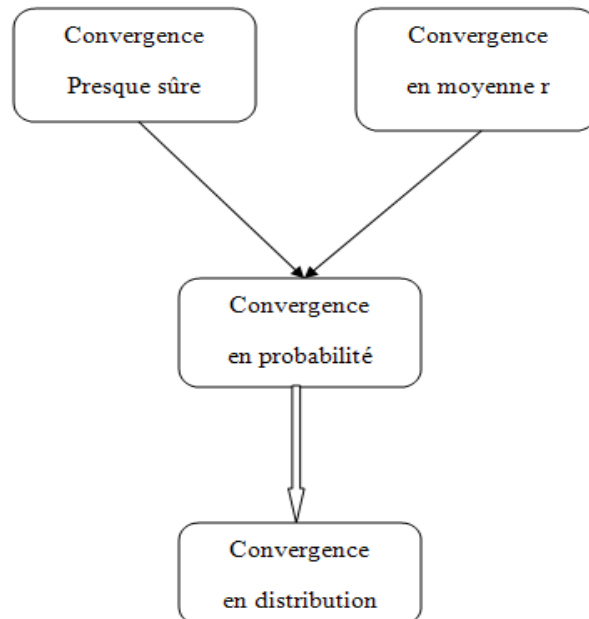 Convergence
Presque sûre
Convergence
en moyenne r
Convergence
en probabilité
Convergence
en distribution